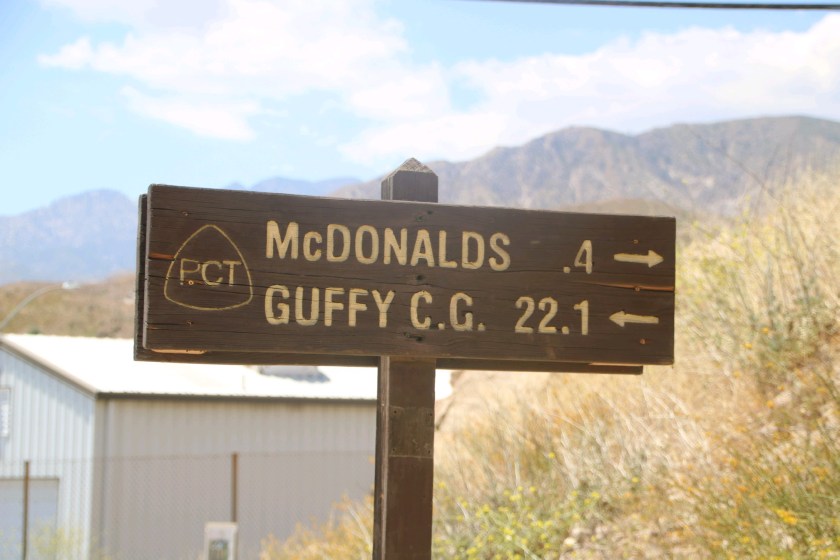 PCT
McDONALDS .4 →
GUFFY C.G. 22.1 ←